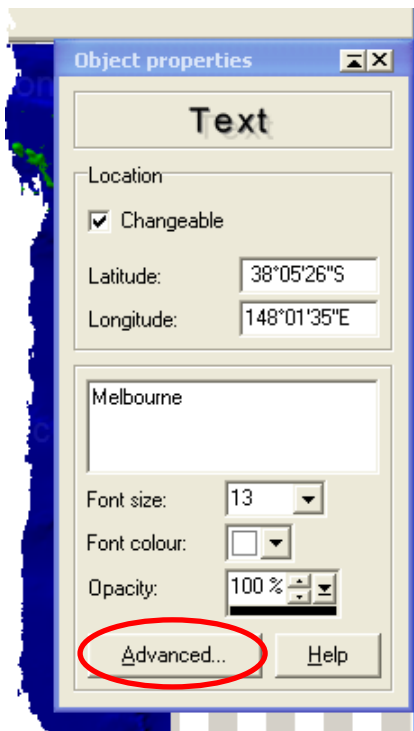 Object properties
Text
Location
Changeable
Latitude: 38°05'26"S
Longitude: 148°01'35"E
Melbourne
Font size: 13
Font colour:
Opacity: 100 %
Advanced...
Help